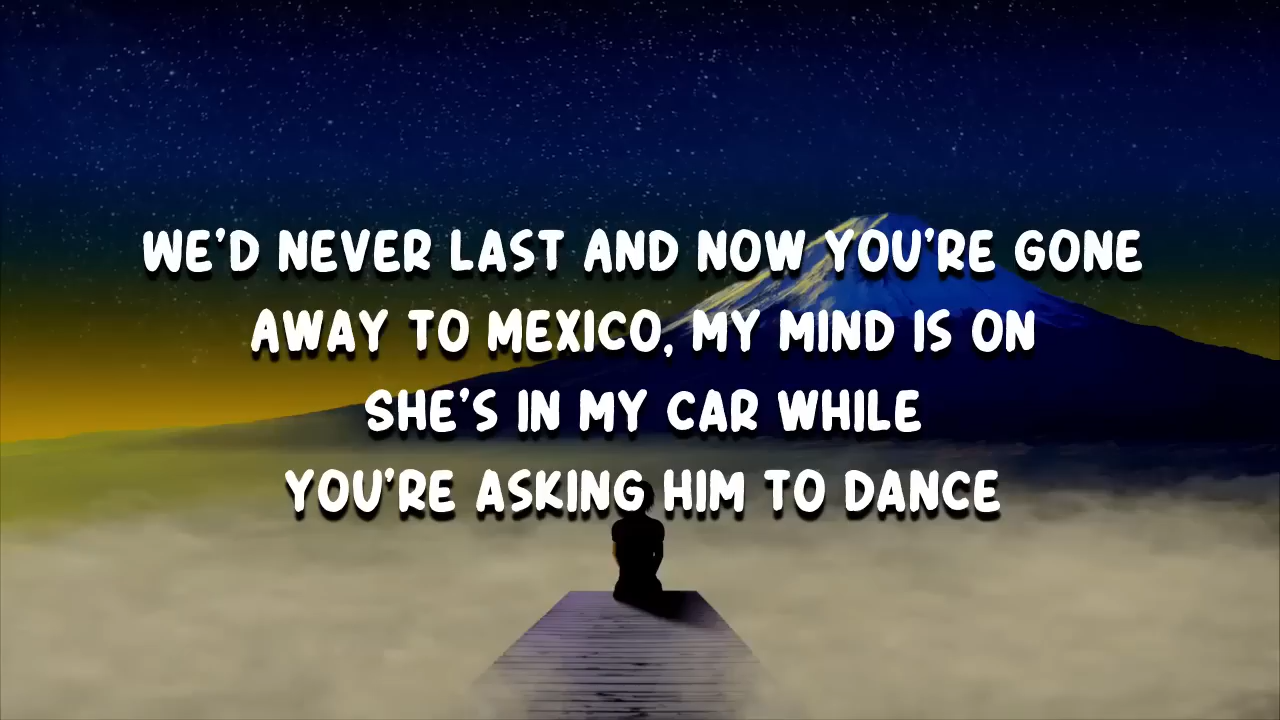 WE'D NEVER LAST AND NOW YOU'RE GONE
AWAY TO MEXICO, MY MIND IS ON
SHE'S IN MY CAR WHILE
YOU'RE ASKING HIM TO DANCE